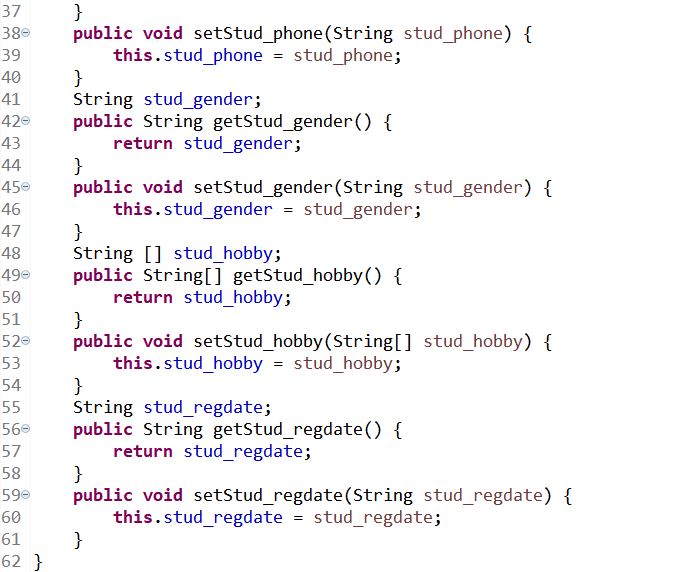 37     }
38⊖    public void setStud_phone(String stud_phone) {
39         this.stud_phone = stud_phone;
40     }
41     String stud_gender;
42⊖    public String getStud_gender() {
43         return stud_gender;
44     }
45⊖    public void setStud_gender(String stud_gender) {
46         this.stud_gender = stud_gender;
47     }
48     String [] stud_hobby;
49⊖    public String[] getStud_hobby() {
50         return stud_hobby;
51     }
52⊖    public void setStud_hobby(String[] stud_hobby) {
53         this.stud_hobby = stud_hobby;
54     }
55     String stud_regdate;
56⊖    public String getStud_regdate() {
57         return stud_regdate;
58     }
59⊖    public void setStud_regdate(String stud_regdate) {
60         this.stud_regdate = stud_regdate;
61     }
62 }